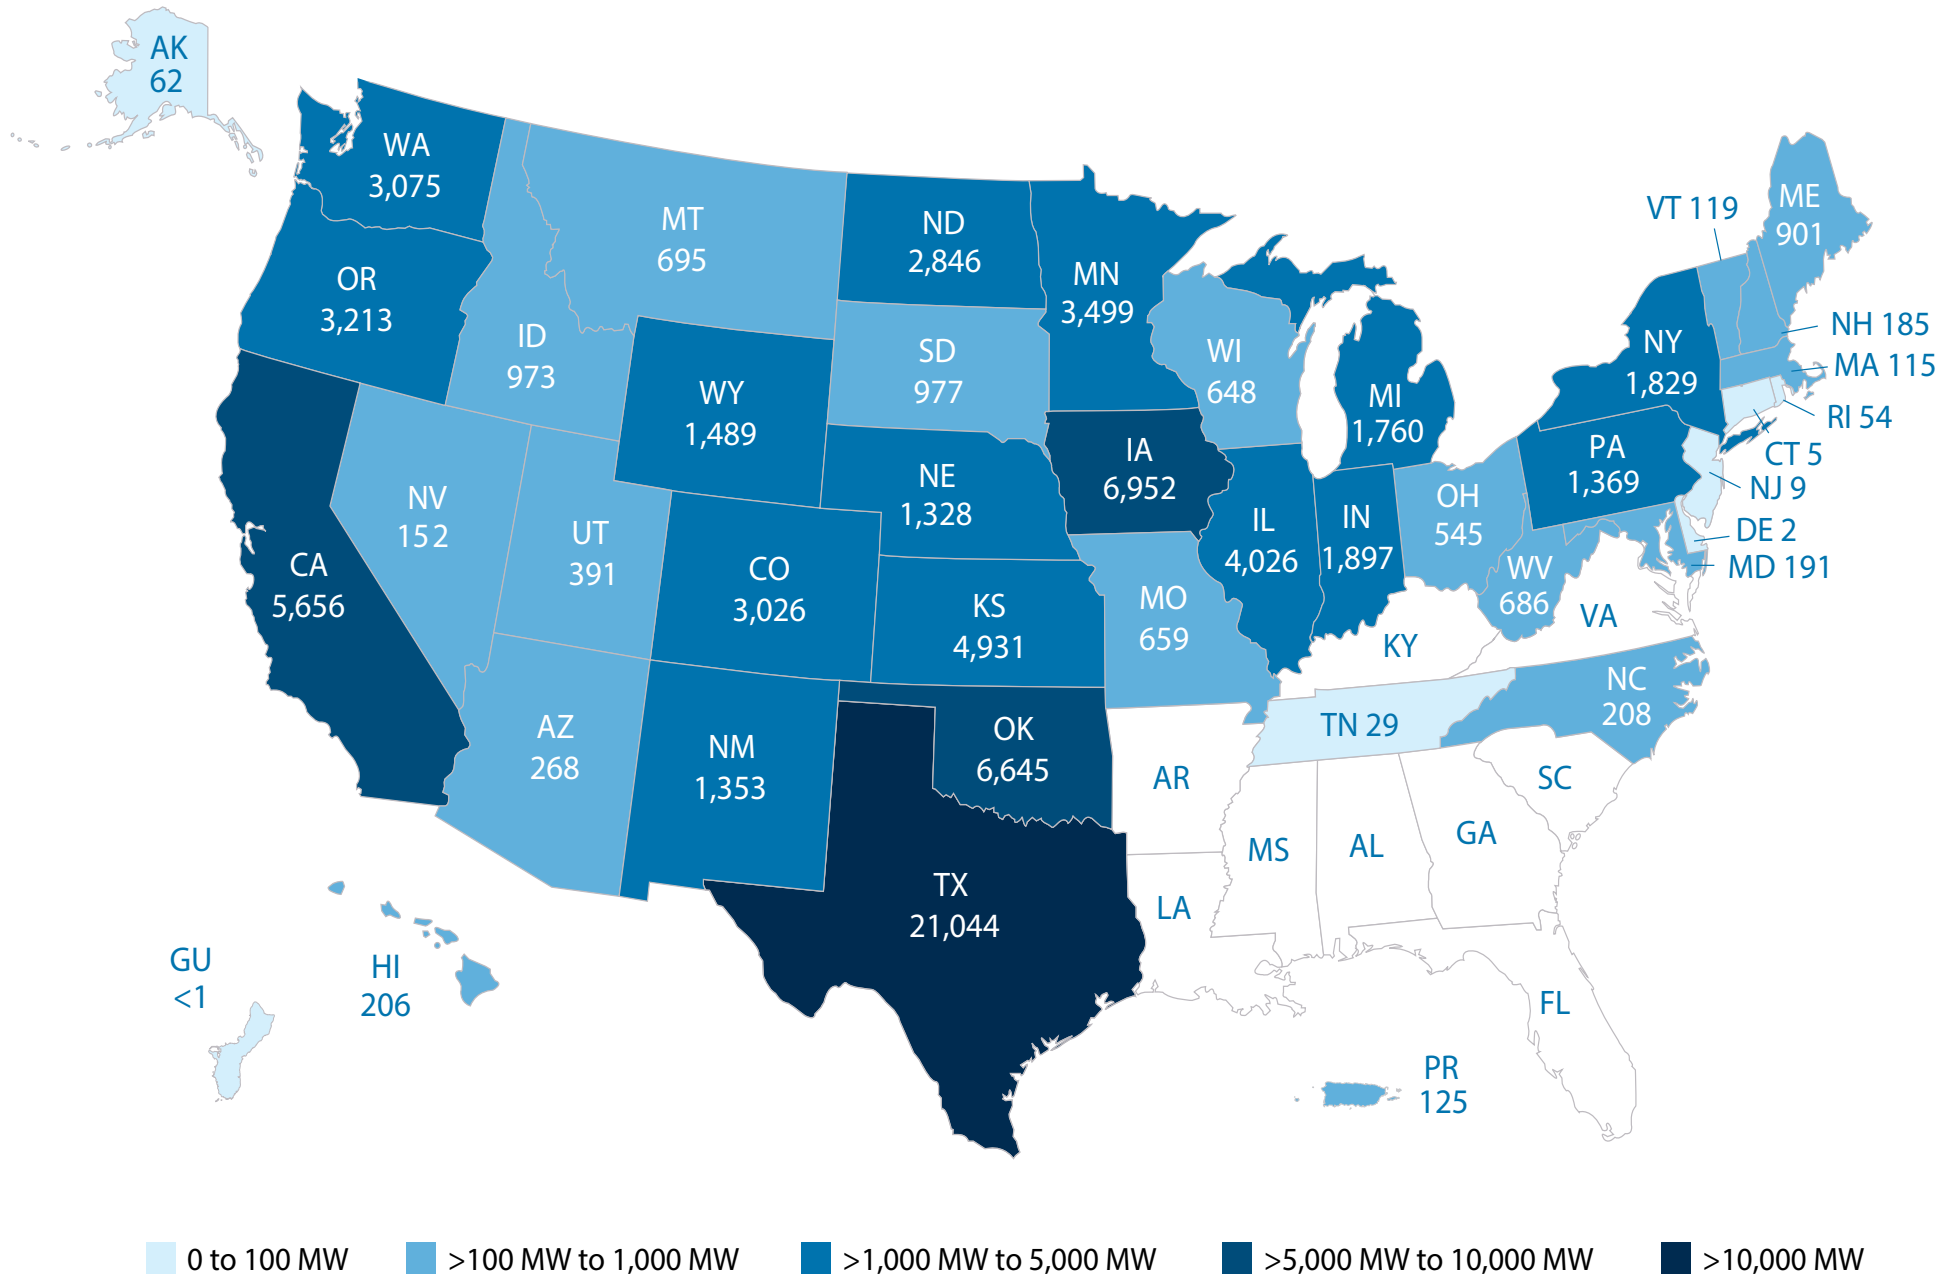 AK
62
WA
3,075
MT
695
ND
2,846
MN
3,499
VT 119
ME
901
OR
3,213
ID
973
WY
1,489
SD
977
WI
648
MI
1,760
NY
1,829
NH 185
MA 115
RI 54
CT 5
NJ 9
DE 2
MD 191
PA
1,369
NV
152
UT
391
NE
1,328
IA
6,952
IL
4,026
IN
1,897
OH
545
WV
686
VA
CA
5,656
CO
3,026
KS
4,931
MO
659
KY
NC
208
AZ
268
NM
1,353
OK
6,645
TN 29
AR
SC
TX
21,044
LA
MS
AL
GA
GU
<1
HI
206
FL
PR
125
0 to 100 MW
>100 MW to 1,000 MW
>1,000 MW to 5,000 MW
>5,000 MW to 10,000 MW
>10,000 MW